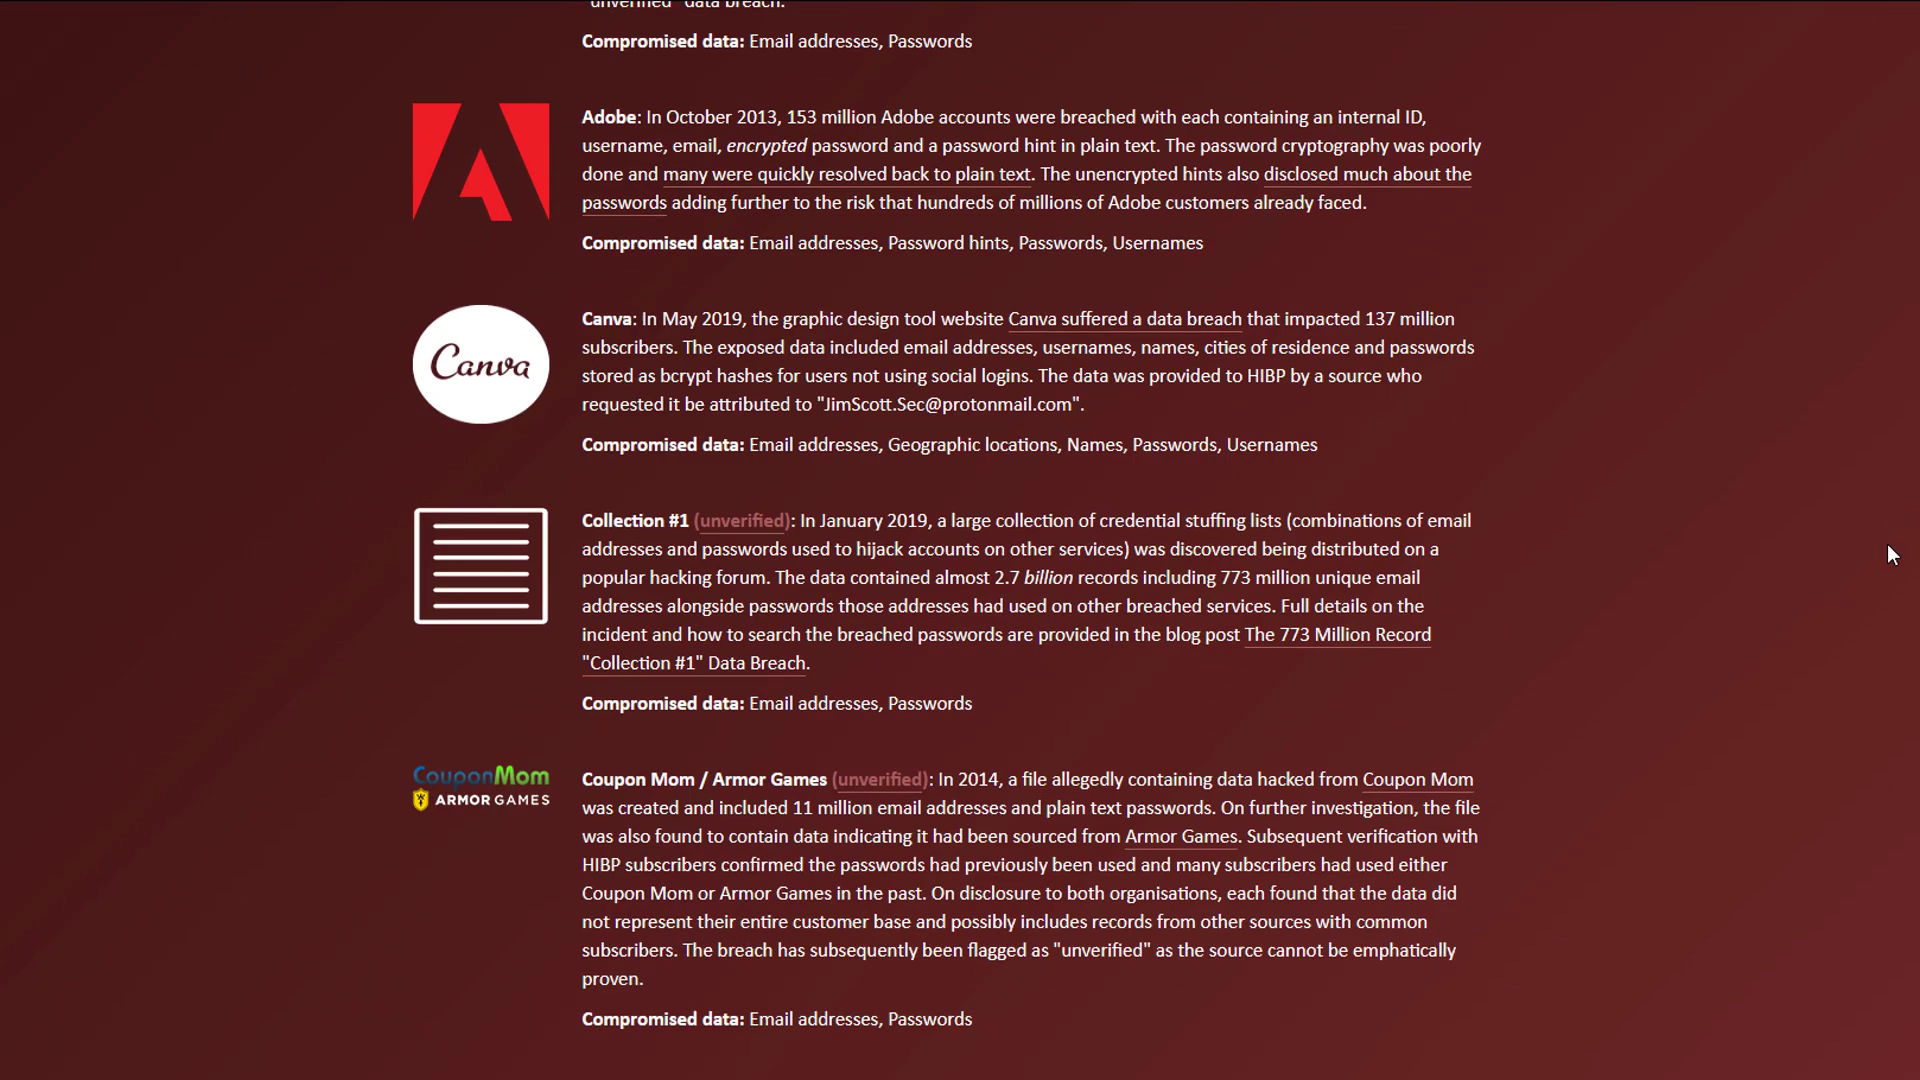 "unverified" data breach.
Compromised data: Email addresses, Passwords
Adobe: In October 2013, 153 million Adobe accounts were breached with each containing an internal ID,
username, email, encrypted password and a password hint in plain text. The password cryptography was poorly
done and many were quickly resolved back to plain text. The unencrypted hints also disclosed much about the
passwords adding further to the risk that hundreds of millions of Adobe customers already faced.
Compromised data: Email addresses, Password hints, Passwords, Usernames
Canva
Canva: In May 2019, the graphic design tool website Canva suffered a data breach that impacted 137 million
subscribers. The exposed data included email addresses, usernames, names, cities of residence and passwords
stored as bcrypt hashes for users not using social logins. The data was provided to HIBP by a source who
requested it be attributed to "JimScott.Sec@protonmail.com".
Compromised data: Email addresses, Geographic locations, Names, Passwords, Usernames
Collection #1 (unverified): In January 2019, a large collection of credential stuffing lists (combinations of email
addresses and passwords used to hijack accounts on other services) was discovered being distributed on a
popular hacking forum. The data contained almost 2.7 billion records including 773 million unique email
addresses alongside passwords those addresses had used on other breached services. Full details on the
incident and how to search the breached passwords are provided in the blog post The 773 Million Record
"Collection #1" Data Breach.
Compromised data: Email addresses, Passwords
CouponMom
ARMOR GAMES
Coupon Mom / Armor Games (unverified): In 2014, a file allegedly containing data hacked from Coupon Mom
was created and included 11 million email addresses and plain text passwords. On further investigation, the file
was also found to contain data indicating it had been sourced from Armor Games. Subsequent verification with
HIBP subscribers confirmed the passwords had previously been used and many subscribers had used either
Coupon Mom or Armor Games in the past. On disclosure to both organisations, each found that the data did
not represent their entire customer base and possibly includes records from other sources with common
subscribers. The breach has subsequently been flagged as "unverified" as the source cannot be emphatically
proven.
Compromised data: Email addresses, Passwords